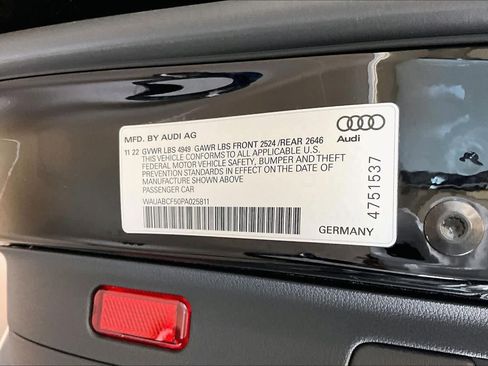 MFD. BY AUDI AG
11 22 GVWR LBS 4949 GAWR LBS FRONT 2524 /REAR 2646
THIS VEHICLE CONFORMS TO ALL APPLICABLE U.S.
FEDERAL MOTOR VEHICLE SAFETY, BUMPER AND THEFT
PREVENTION STANDARDS IN EFFECT ON THE DATE OF
MANUFACTURE SHOWN ABOVE
PASSENGER CAR
WAUABCF50PA025811
Audi
4751537
GERMANY